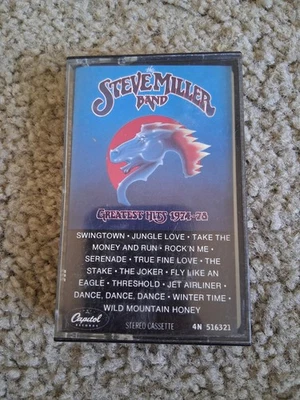 STEVE MILLER
BAND
GREATEST HITS 1974-78
SWINGTOWN • JUNGLE LOVE • TAKE THE
MONEY AND RUN • ROCK'N ME •
SERENADE • TRUE FINE LOVE • THE
STAKE • THE JOKER • FLY LIKE AN
EAGLE • THRESHOLD • JET AIRLINER •
DANCE, DANCE, DANCE • WINTER TIME •
WILD MOUNTAIN HONEY
Capitol
RECORDS
STEREO CASSETTE 4N 516321